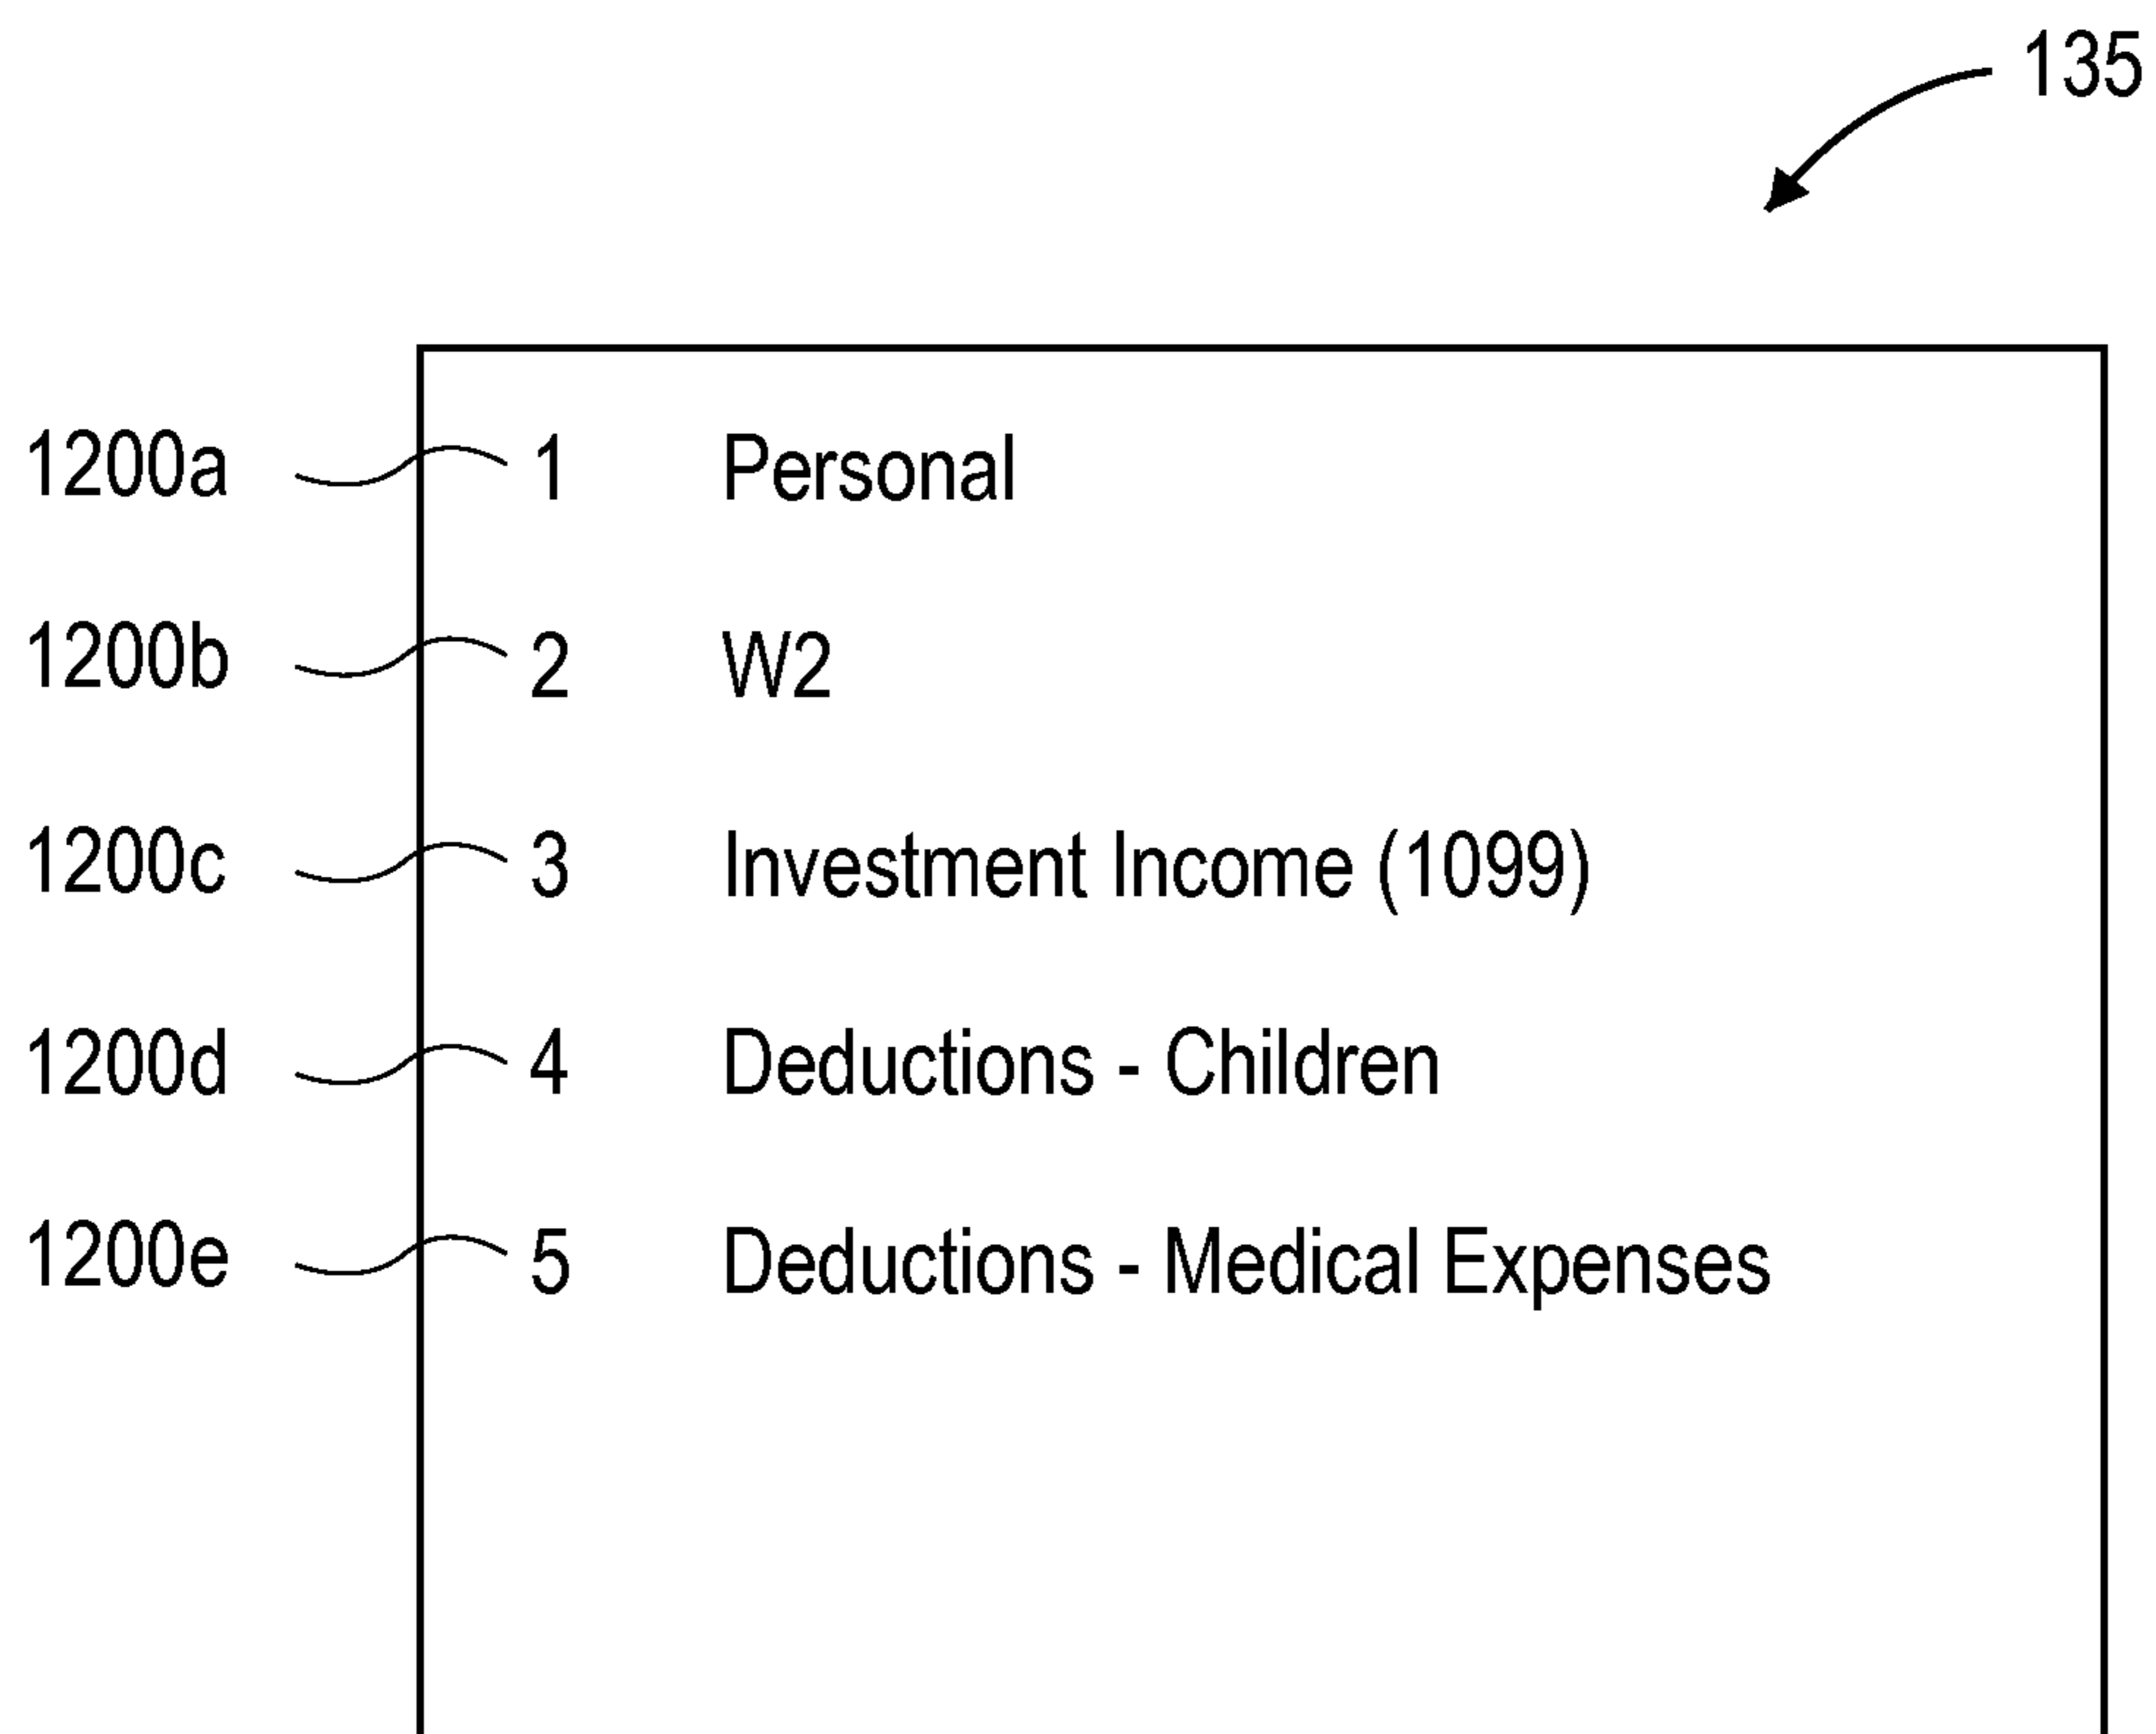 135
1200a 1 Personal
1200b 2 W2
1200c 3 Investment Income (1099)
1200d 4 Deductions - Children
1200e 5 Deductions - Medical Expenses